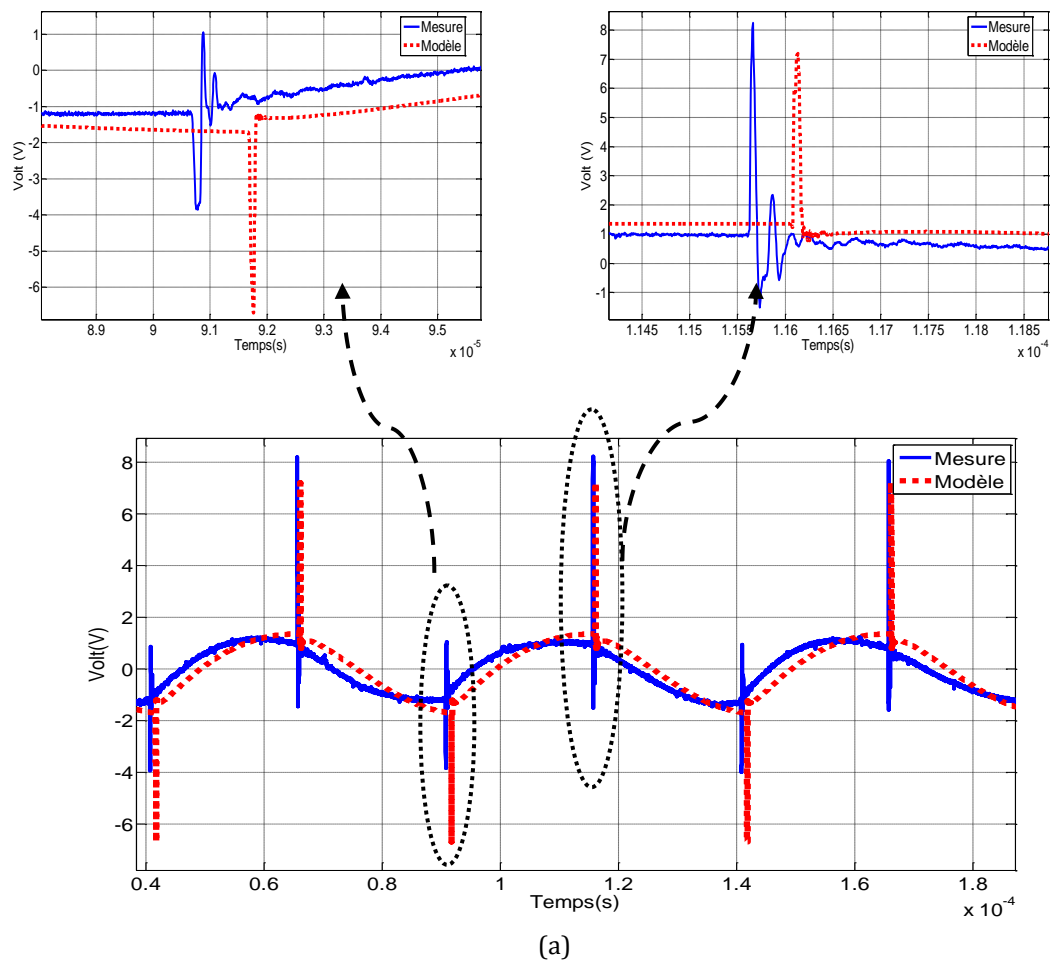 Mesure
Modèle
Volt (V)
1
0
-1
-2
-3
-4
-5
-6
8.9 9 9.1 9.2 9.3 9.4 9.5
Temps(s)
x 10⁻⁵
Mesure
Modèle
Volt (V)
8
7
6
5
4
3
2
1
0
-1
1.145 1.15 1.155 1.16 1.165 1.17 1.175 1.18 1.185
Temps(s)
x 10⁻⁴
Mesure
Modèle
Volt(V)
8
6
4
2
0
-2
-4
-6
0.4 0.6 0.8 1 1.2 1.4 1.6 1.8
Temps(s)
x 10⁻⁴
(a)